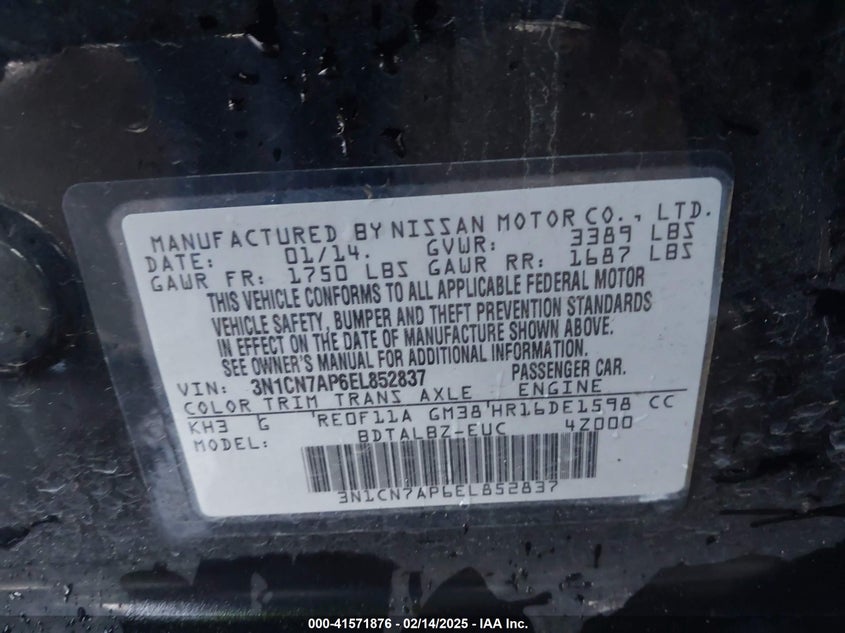 MANUFACTURED BY NISSAN MOTOR CO., LTD.
DATE: 01/14. GVWR: 3389 LBS
GAWR FR: 1750 LBS GAWR RR: 1687 LBS
THIS VEHICLE CONFORMS TO ALL APPLICABLE FEDERAL MOTOR
VEHICLE SAFETY, BUMPER AND THEFT PREVENTION STANDARDS
IN EFFECT ON THE DATE OF MANUFACTURE SHOWN ABOVE.
SEE OWNER'S MANUAL FOR ADDITIONAL INFORMATION.
VIN: 3N1CN7AP6EL852837 PASSENGER CAR.
COLOR TRIM TRANS AXLE ENGINE
KH3 G 'RE0F11A GM38'HR16DE1598 CC
MODEL: BDTALBZ-EUC 4Z000
3N1CN7AP6EL852837
000-41571876 - 02/14/2025 - IAA Inc.